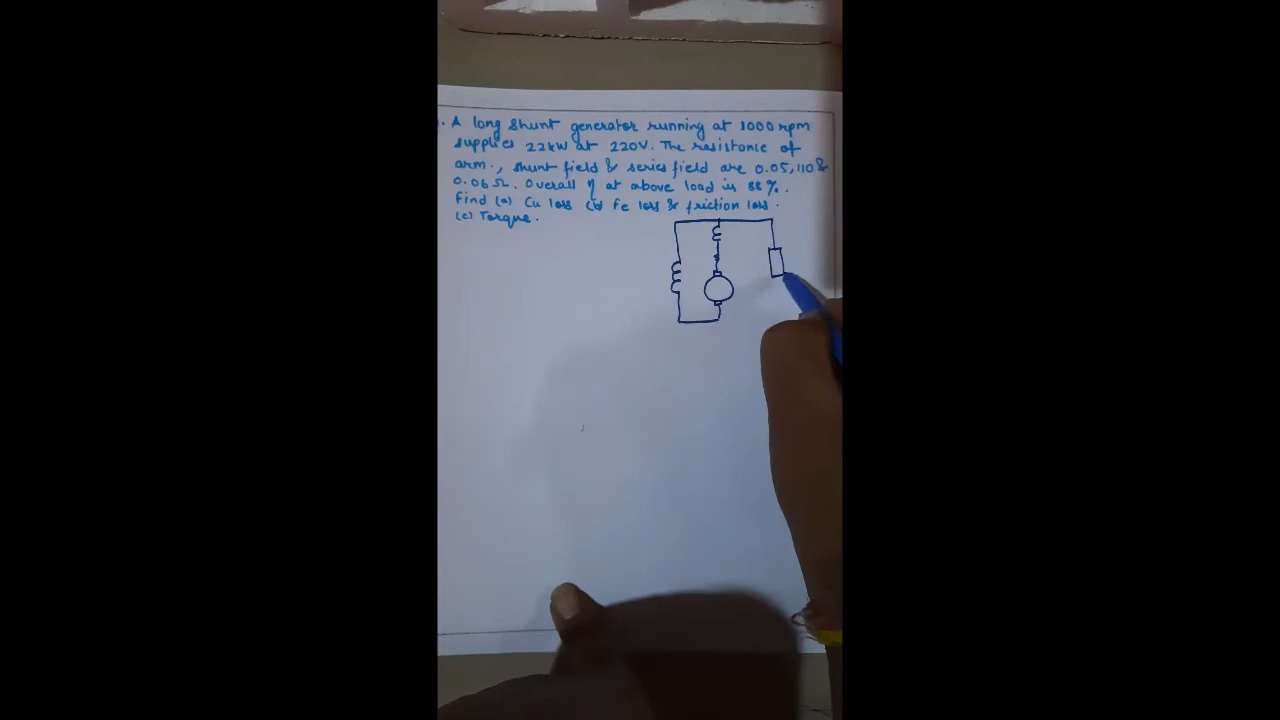 . A long shunt generator running at 1000 rpm
supplies 22kW at 220V. The resistance of
arm., shunt field & series field are 0.05, 110 &
0.06Ω. Overall η at above load is 88%.
Find (a) Cu loss (b) Fe loss & friction loss.
(c) Torque.